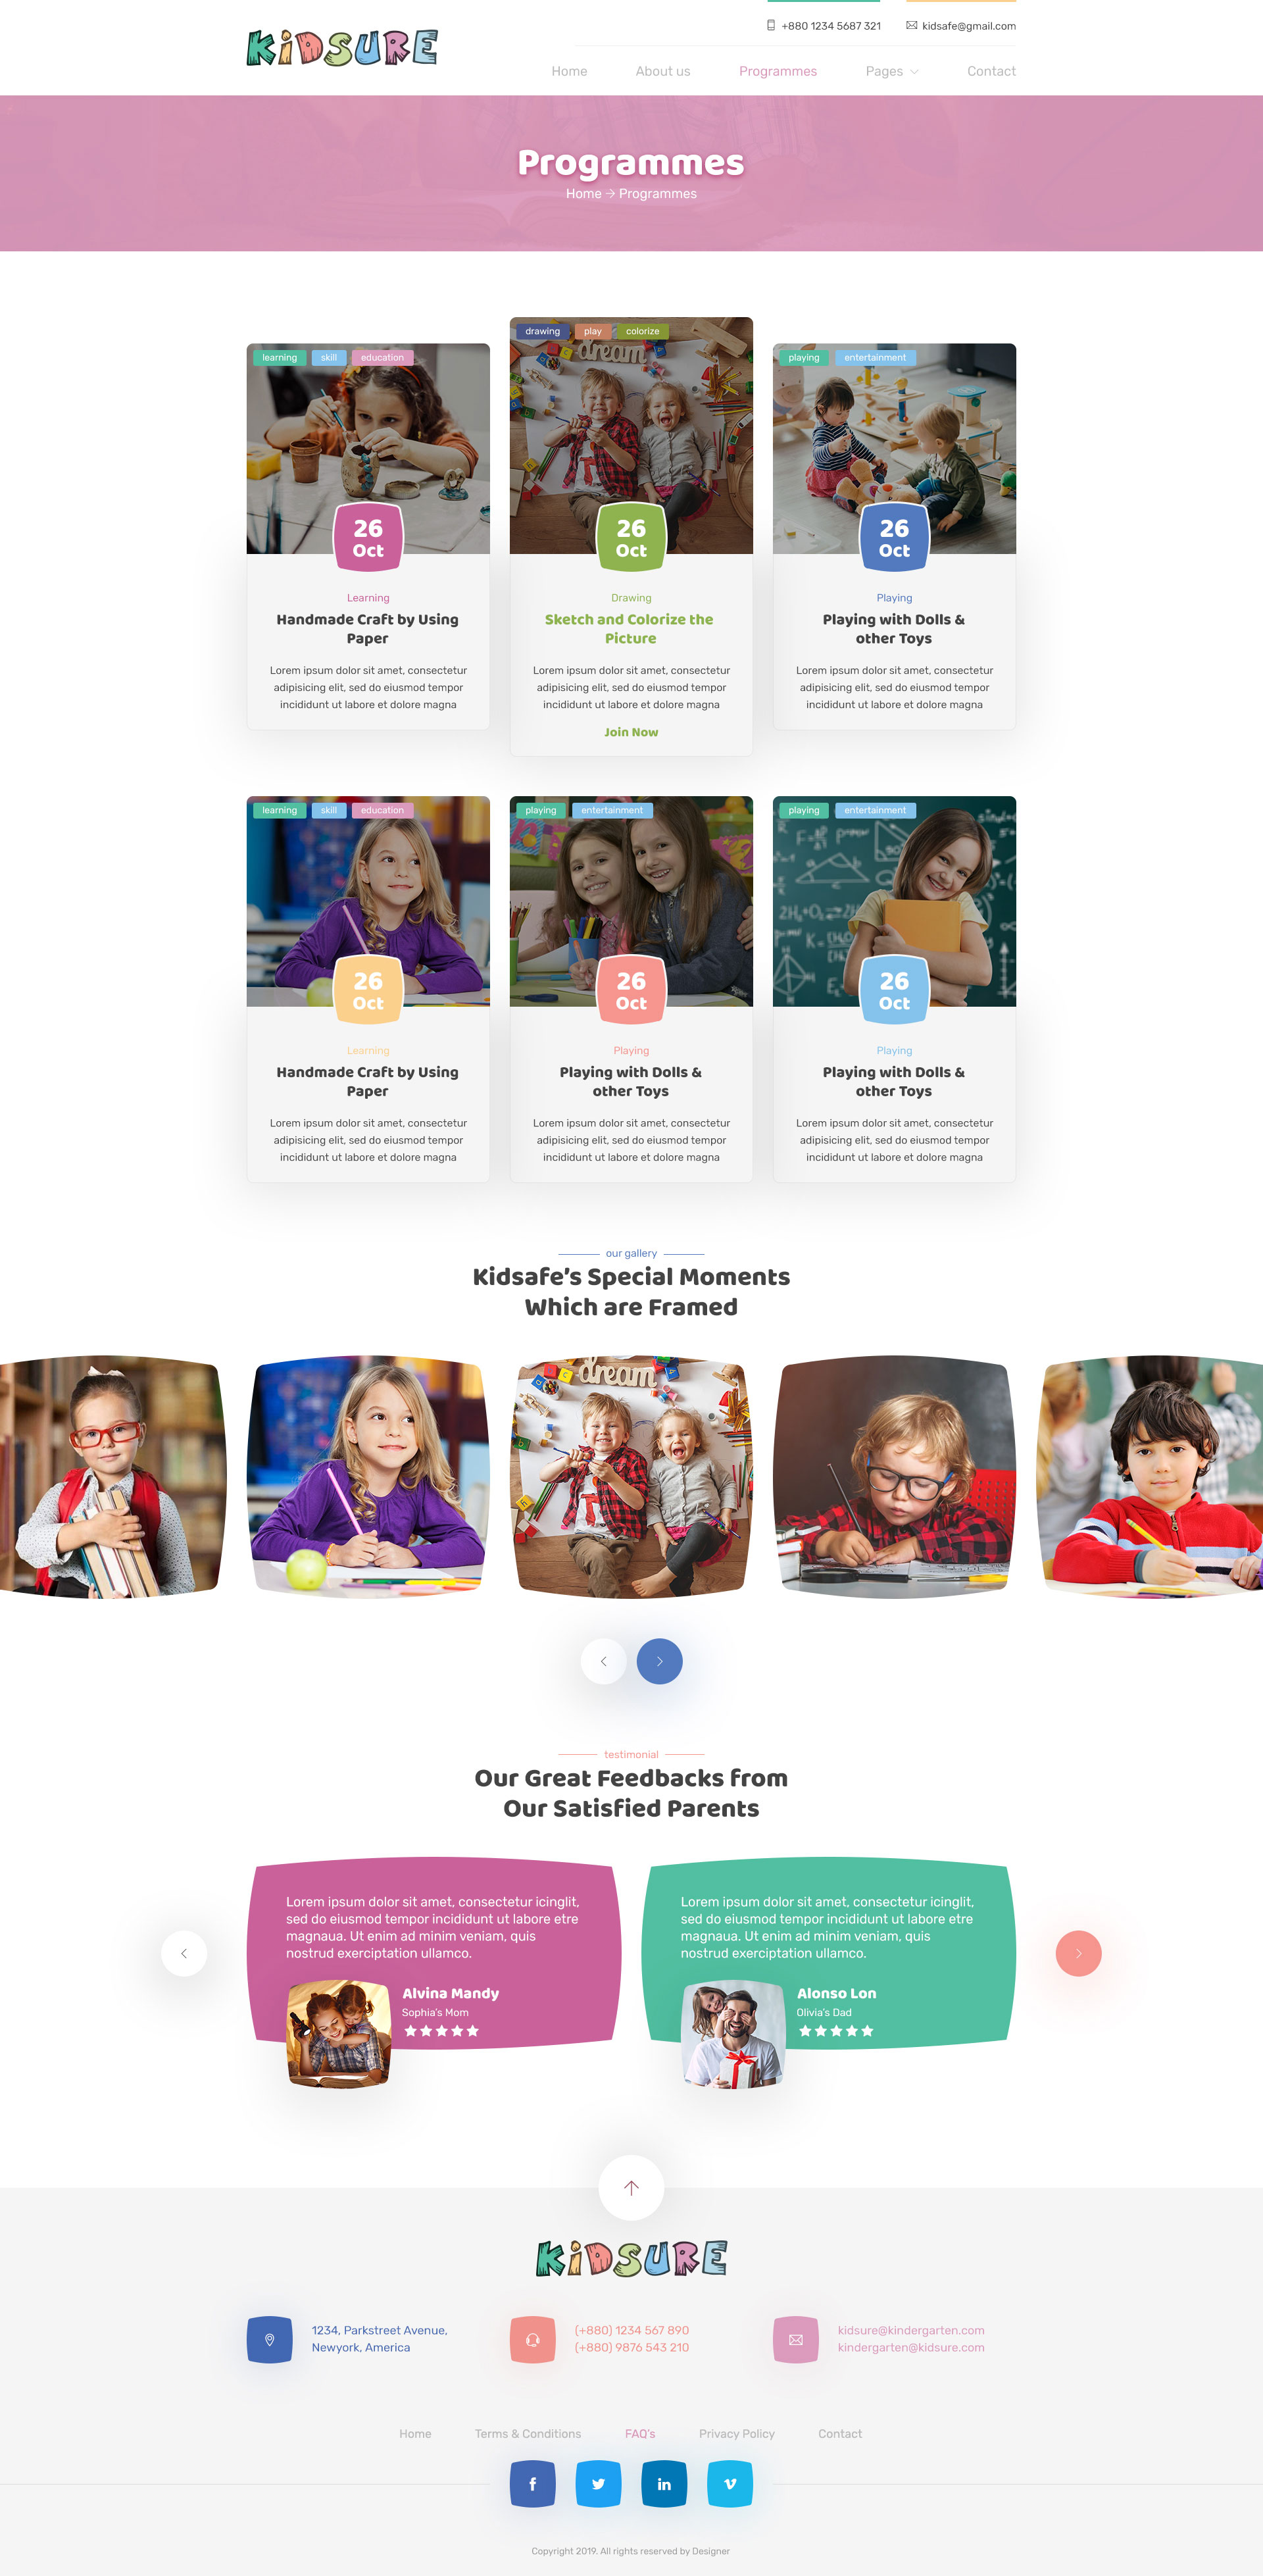 KIDSURE
+880 1234 5687 321
kidsafe@gmail.com
Home
About us
Programmes
Pages
Contact
Programmes
Home → Programmes
learning
skill
education
26
Oct
Learning
Handmade Craft by Using
Paper
Lorem ipsum dolor sit amet, consectetur
adipisicing elit, sed do eiusmod tempor
incididunt ut labore et dolore magna
drawing
play
colorize
dream
26
Oct
Drawing
Sketch and Colorize the
Picture
Lorem ipsum dolor sit amet, consectetur
adipisicing elit, sed do eiusmod tempor
incididunt ut labore et dolore magna
Join Now
playing
entertainment
26
Oct
Playing
Playing with Dolls &
other Toys
Lorem ipsum dolor sit amet, consectetur
adipisicing elit, sed do eiusmod tempor
incididunt ut labore et dolore magna
learning
skill
education
26
Oct
Learning
Handmade Craft by Using
Paper
Lorem ipsum dolor sit amet, consectetur
adipisicing elit, sed do eiusmod tempor
incididunt ut labore et dolore magna
playing
entertainment
26
Oct
Playing
Playing with Dolls &
other Toys
Lorem ipsum dolor sit amet, consectetur
adipisicing elit, sed do eiusmod tempor
incididunt ut labore et dolore magna
playing
entertainment
26
Oct
Playing
Playing with Dolls &
other Toys
Lorem ipsum dolor sit amet, consectetur
adipisicing elit, sed do eiusmod tempor
incididunt ut labore et dolore magna
our gallery
Kidsafe's Special Moments
Which are Framed
dream
testimonial
Our Great Feedbacks from
Our Satisfied Parents
Lorem ipsum dolor sit amet, consectetur icinglit,
sed do eiusmod tempor incididunt ut labore etre
magnaua. Ut enim ad minim veniam, quis
nostrud exerciptation ullamco.
Alvina Mandy
Sophia's Mom
Lorem ipsum dolor sit amet, consectetur icinglit,
sed do eiusmod tempor incididunt ut labore etre
magnaua. Ut enim ad minim veniam, quis
nostrud exerciptation ullamco.
Alonso Lon
Olivia's Dad
KIDSURE
1234, Parkstreet Avenue,
Newyork, America
(+880) 1234 567 890
(+880) 9876 543 210
kidsure@kindergarten.com
kindergarten@kidsure.com
Home
Terms & Conditions
FAQ's
Privacy Policy
Contact
Copyright 2019. All rights reserved by Designer